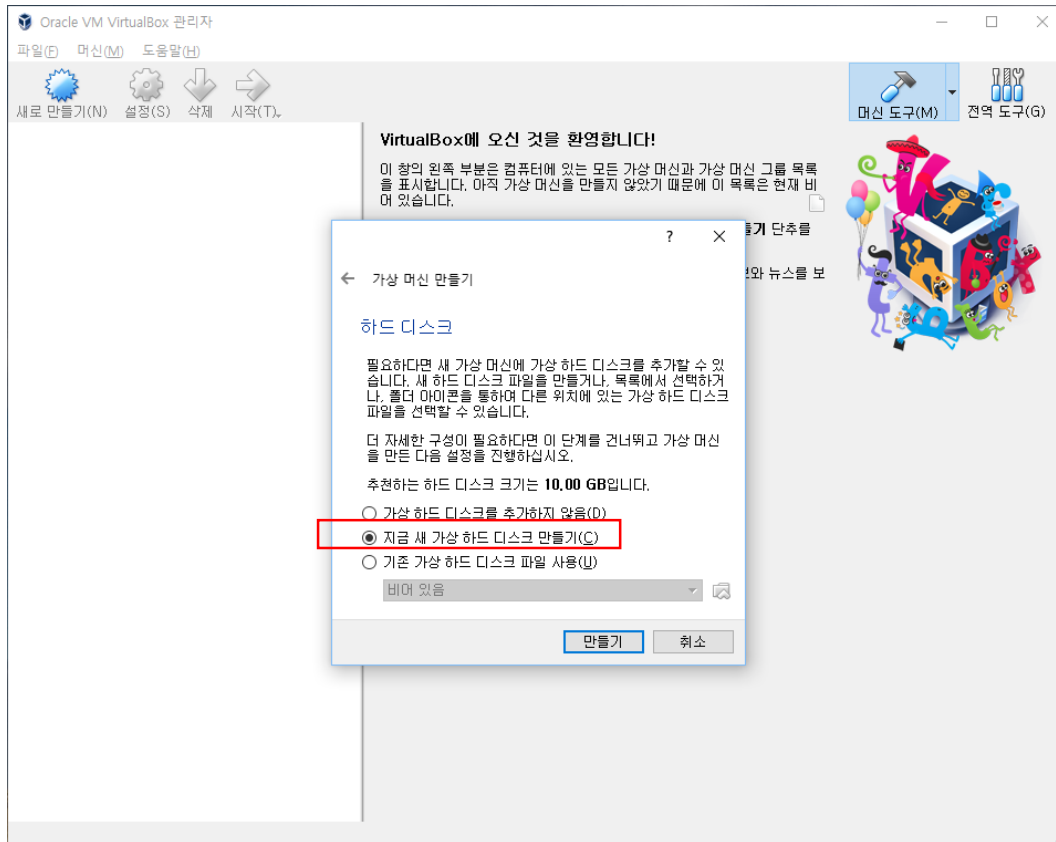 Oracle VM VirtualBox 관리자
파일(F) 머신(M) 도움말(H)
새로 만들기(N) 설정(S) 삭제 시작(T) 머신 도구(M) 전역 도구(G)
VirtualBox에 오신 것을 환영합니다!
이 창의 왼쪽 부분은 컴퓨터에 있는 모든 가상 머신과 가상 머신 그룹 목록
을 표시합니다. 아직 가상 머신을 만들지 않았기 때문에 이 목록은 현재 비
어 있습니다.
단추를
뉴스를 보
? ×
← 가상 머신 만들기
하드 디스크
필요하다면 새 가상 머신에 가상 하드 디스크를 추가할 수 있
습니다. 새 하드 디스크 파일을 만들거나, 목록에서 선택하거
나, 폴더 아이콘을 통하여 다른 위치에 있는 가상 하드 디스크
파일을 선택할 수 있습니다.
더 자세한 구성이 필요하다면 이 단계를 건너뛰고 가상 머신
을 만든 다음 설정을 진행하십시오.
추천하는 하드 디스크 크기는 10.00 GB입니다.
가상 하드 디스크를 추가하지 않음(D)
지금 새 가상 하드 디스크 만들기(C)
기존 가상 하드 디스크 파일 사용(U)
비어 있음
만들기 취소